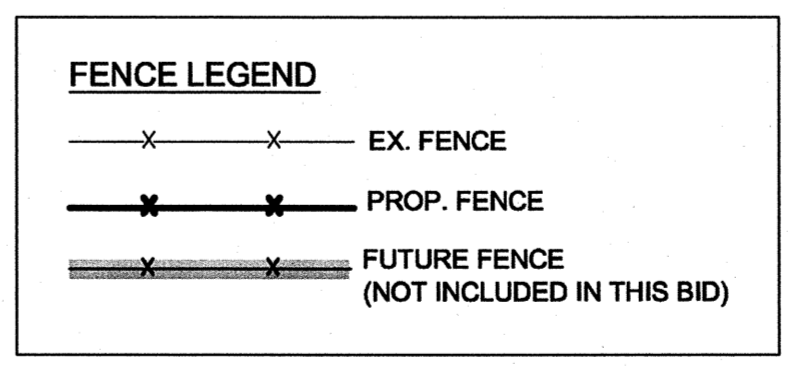 FENCE LEGEND
EX. FENCE
PROP. FENCE
FUTURE FENCE
(NOT INCLUDED IN THIS BID)